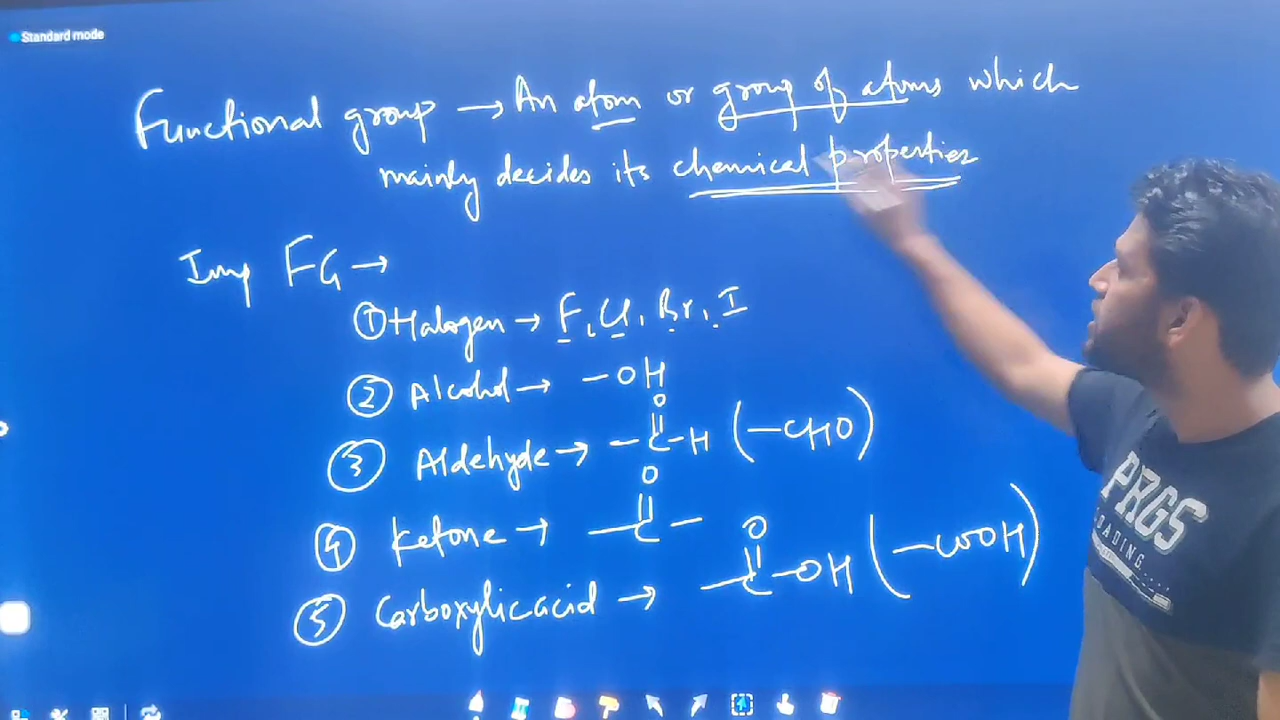 Standard mode
Functional group → An atom or group of atoms which
mainly decides its chemical properties
Imp FG →
① Halogen → F, Cl, Br, I
② Alcohol → -OH
③ Aldehyde → -C(=O)-H (-CHO)
④ Ketone → -C(=O)-
⑤ Carboxylic acid → -C(=O)-OH (-COOH)
PRGS
LOADING....